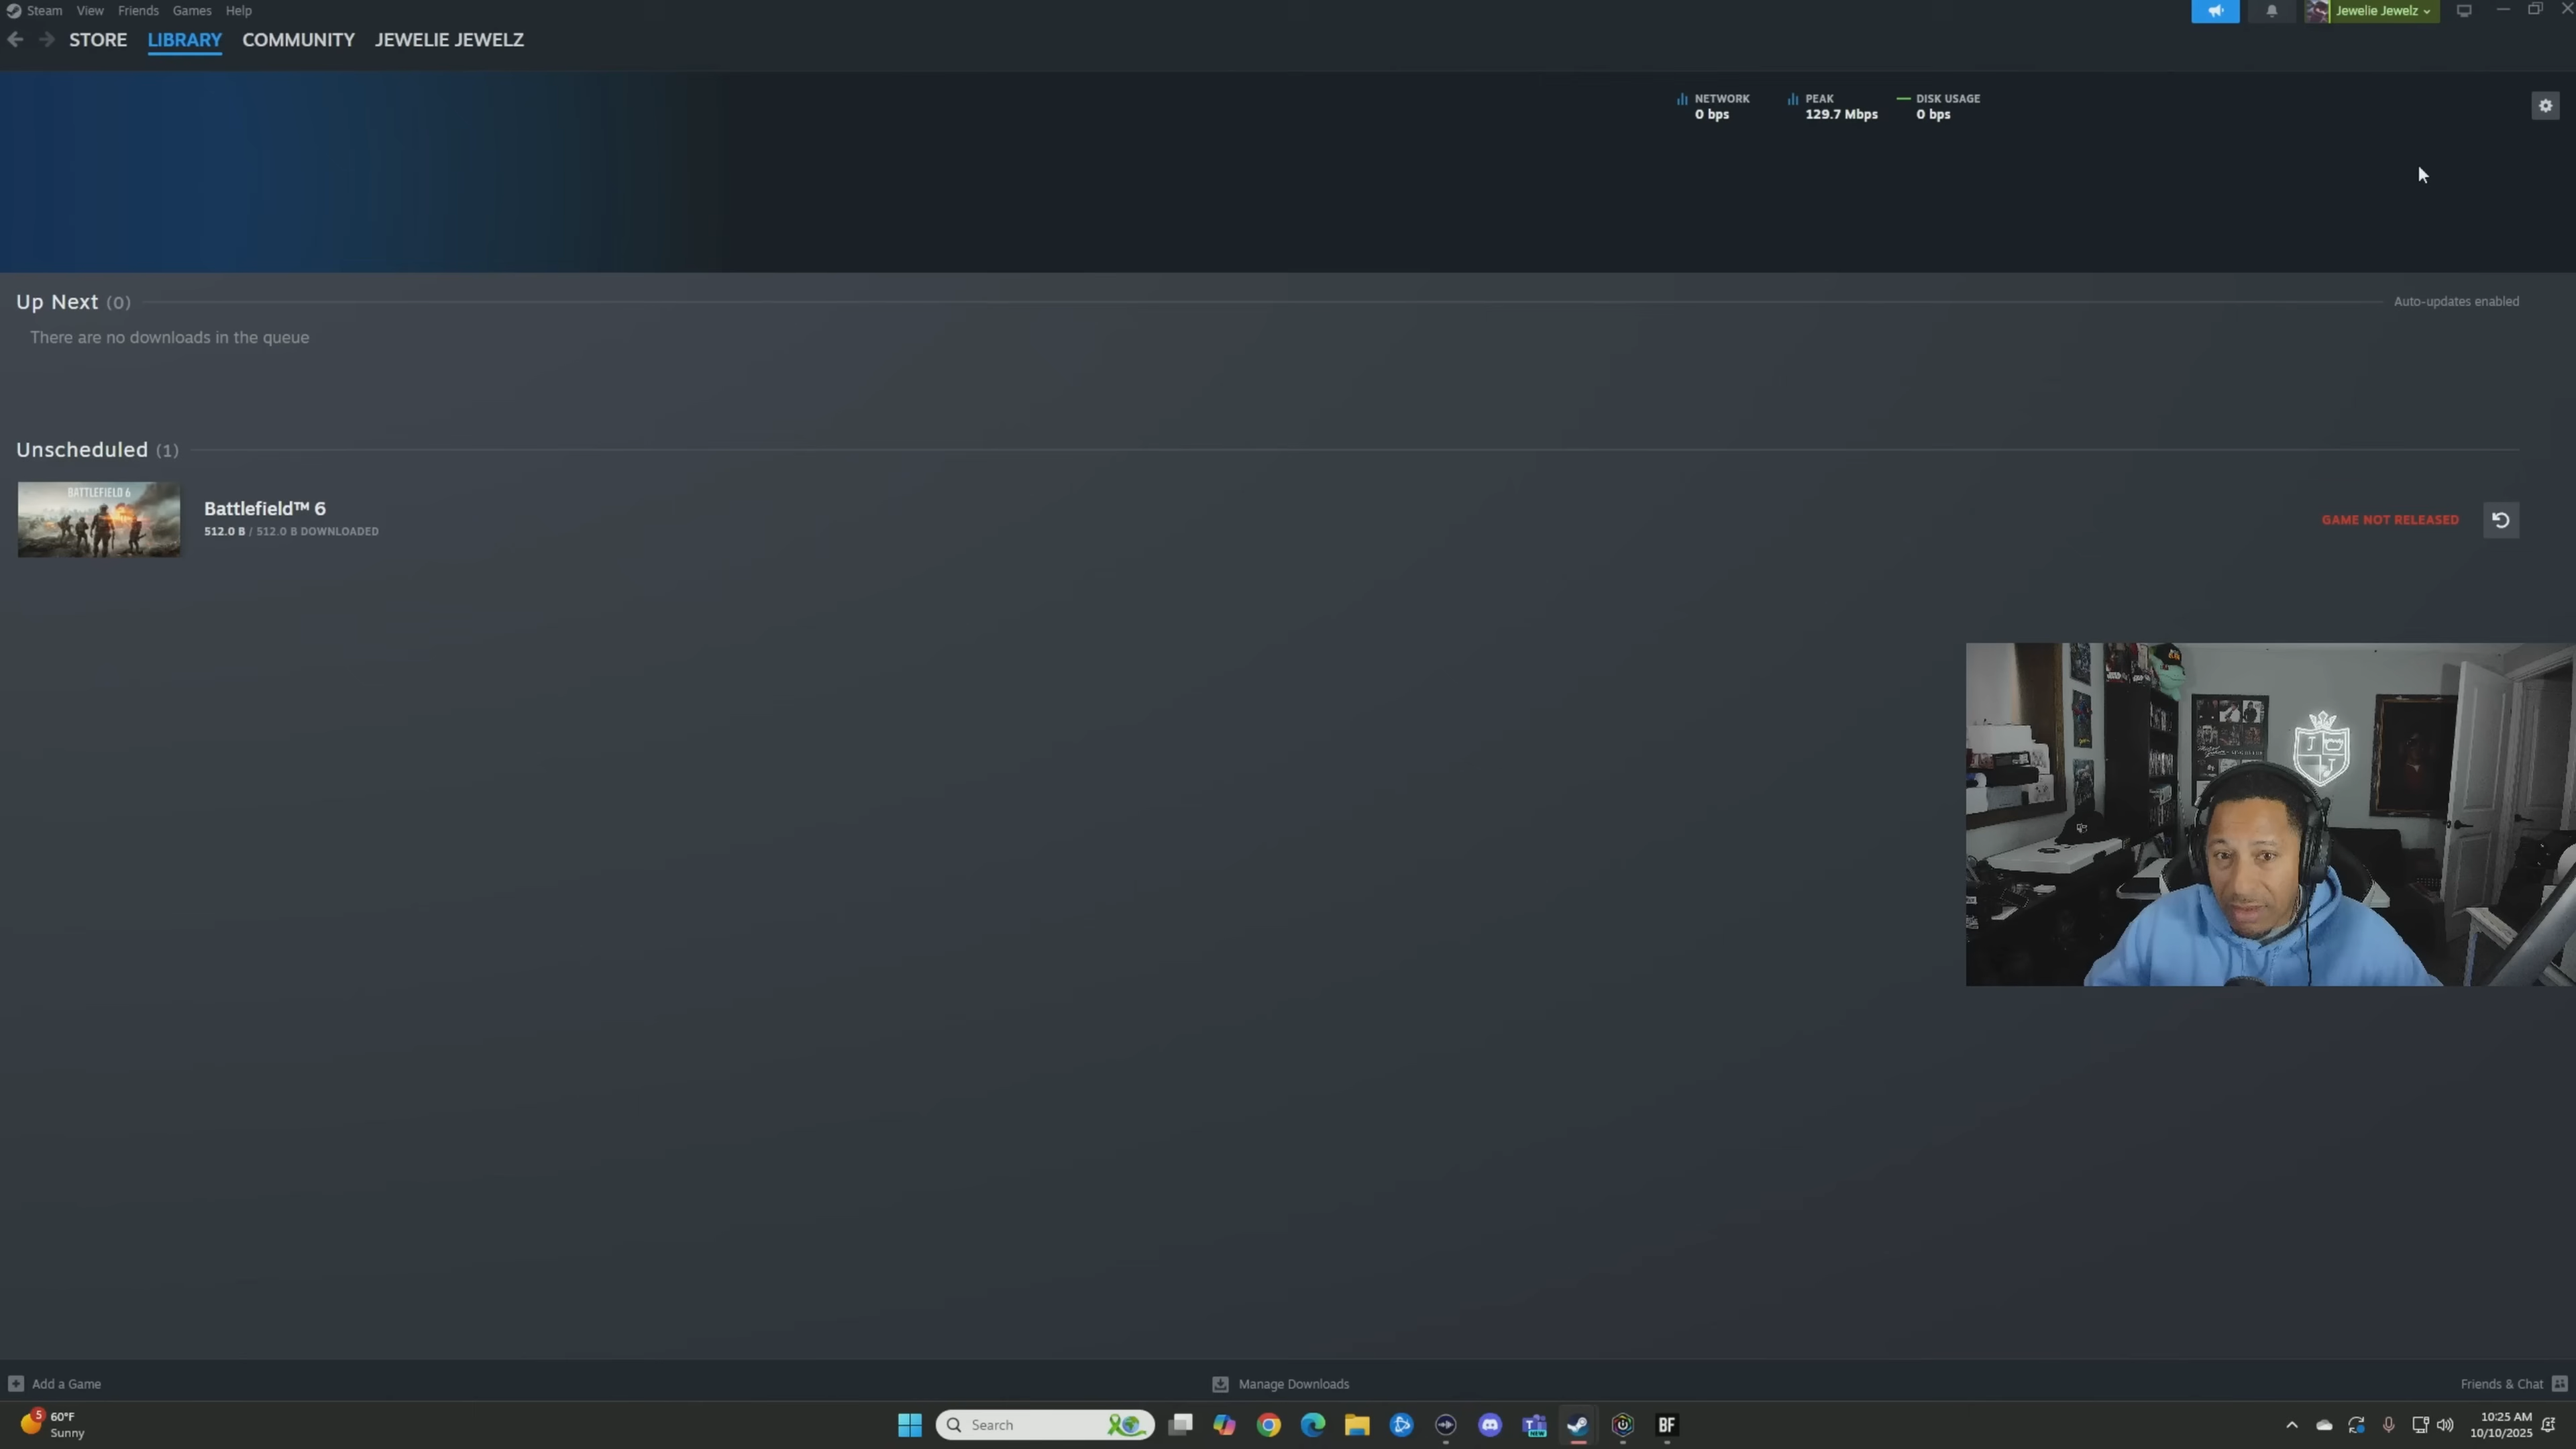 Steam View Friends Games Help
Jewelie Jewelz
STORE LIBRARY COMMUNITY JEWELIE JEWELZ
NETWORK PEAK DISK USAGE
0 bps 129.7 Mbps 0 bps
Up Next (0)
Auto-updates enabled
There are no downloads in the queue
Unscheduled (1)
BATTLEFIELD 6
Battlefield™ 6
512.0 B / 512.0 B DOWNLOADED
GAME NOT RELEASED
J
J
Add a Game
Manage Downloads
Friends & Chat
5
60°F
Sunny
Search
NEW
BF
10:25 AM
10/10/2025